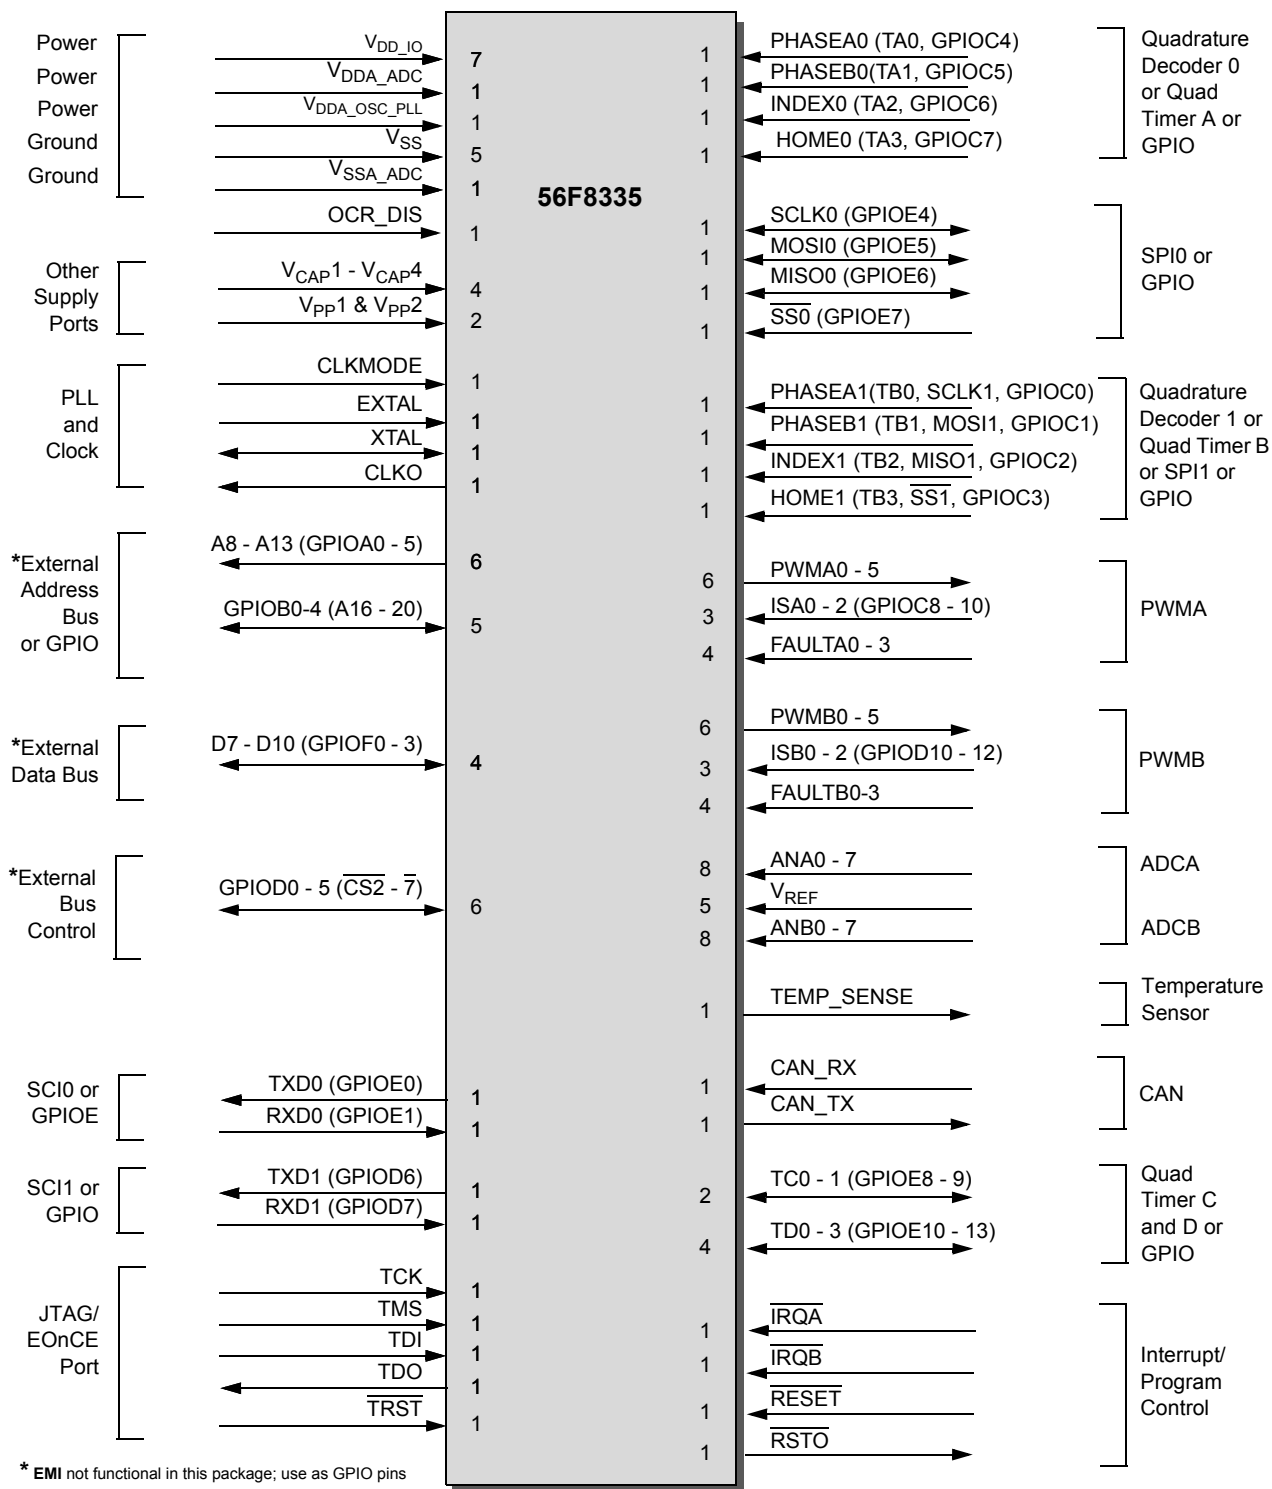 56F8335
Power
V_DD_IO
7
Power
V_DDA_ADC
1
Power
V_DDA_OSC_PLL
1
Ground
V_SS
5
Ground
V_SSA_ADC
1
OCR_DIS
1
Other
Supply
Ports
V_CAP1 - V_CAP4
4
V_PP1 & V_PP2
2
PLL
and
Clock
CLKMODE
1
EXTAL
1
XTAL
1
CLKO
1
*External
Address
Bus
or GPIO
A8 - A13 (GPIOA0 - 5)
6
GPIOB0-4 (A16 - 20)
5
*External
Data Bus
D7 - D10 (GPIOF0 - 3)
4
*External
Bus
Control
GPIOD0 - 5 (CS2 - 7)
6
SCI0 or
GPIOE
TXD0 (GPIOE0)
1
RXD0 (GPIOE1)
1
SCI1 or
GPIO
TXD1 (GPIOD6)
1
RXD1 (GPIOD7)
1
JTAG/
EOnCE
Port
TCK
1
TMS
1
TDI
1
TDO
1
TRST
1
1
PHASEA0 (TA0, GPIOC4)
1
PHASEB0(TA1, GPIOC5)
1
INDEX0 (TA2, GPIOC6)
1
HOME0 (TA3, GPIOC7)
Quadrature
Decoder 0
or Quad
Timer A or
GPIO
1
SCLK0 (GPIOE4)
1
MOSI0 (GPIOE5)
1
MISO0 (GPIOE6)
1
SS0 (GPIOE7)
SPI0 or
GPIO
1
PHASEA1(TB0, SCLK1, GPIOC0)
1
PHASEB1 (TB1, MOSI1, GPIOC1)
1
INDEX1 (TB2, MISO1, GPIOC2)
1
HOME1 (TB3, SS1, GPIOC3)
Quadrature
Decoder 1 or
Quad Timer B
or SPI1 or
GPIO
6
PWMA0 - 5
3
ISA0 - 2 (GPIOC8 - 10)
4
FAULTA0 - 3
PWMA
6
PWMB0 - 5
3
ISB0 - 2 (GPIOD10 - 12)
4
FAULTB0-3
PWMB
8
ANA0 - 7
5
V_REF
8
ANB0 - 7
ADCA
ADCB
1
TEMP_SENSE
Temperature
Sensor
1
CAN_RX
1
CAN_TX
CAN
2
TC0 - 1 (GPIOE8 - 9)
4
TD0 - 3 (GPIOE10 - 13)
Quad
Timer C
and D or
GPIO
1
IRQA
1
IRQB
1
RESET
1
RSTO
Interrupt/
Program
Control
* EMI not functional in this package; use as GPIO pins